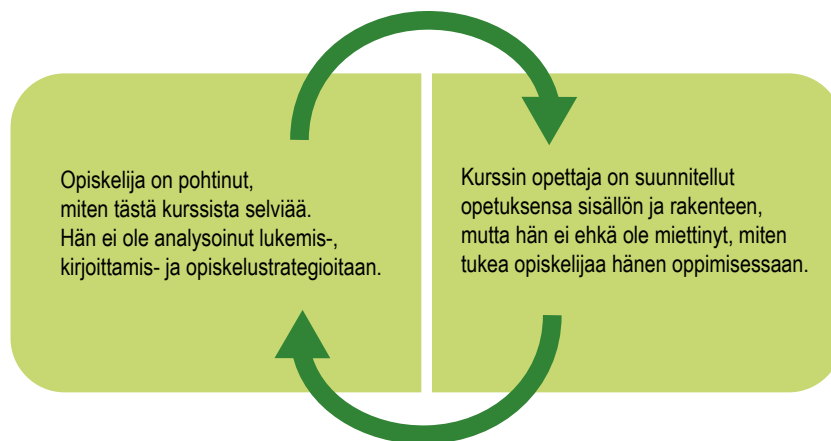 Opiskelija on pohtinut,
miten tästä kurssista selviää.
Hän ei ole analysoinut lukemis-,
kirjoittamis- ja opiskelustrategioitaan.
Kurssin opettaja on suunnitellut
opetuksensa sisällön ja rakenteen,
mutta hän ei ehkä ole miettinyt, miten
tukea opiskelijaa hänen oppimisessaan.